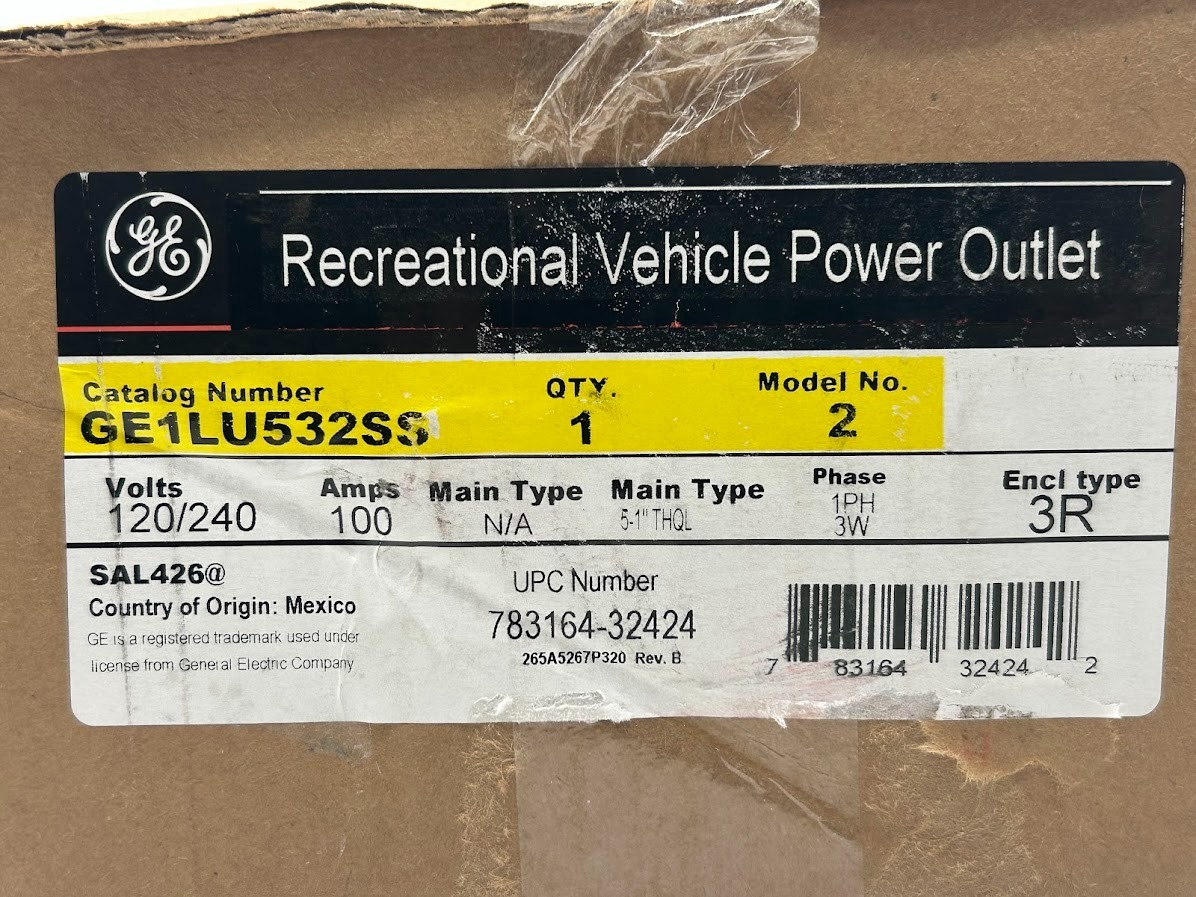 GE
Recreational Vehicle Power Outlet
Catalog Number QTY. Model No.
GE1LU532SS 1 2
Volts Amps Main Type Main Type Phase Encl type
120/240 100 N/A 5-1" THQL 1PH 3R
3W
SAL426@
Country of Origin: Mexico
GE is a registered trademark used under
license from General Electric Company
UPC Number
783164-32424
265A5267P320 Rev. B
7 83164 32424 2